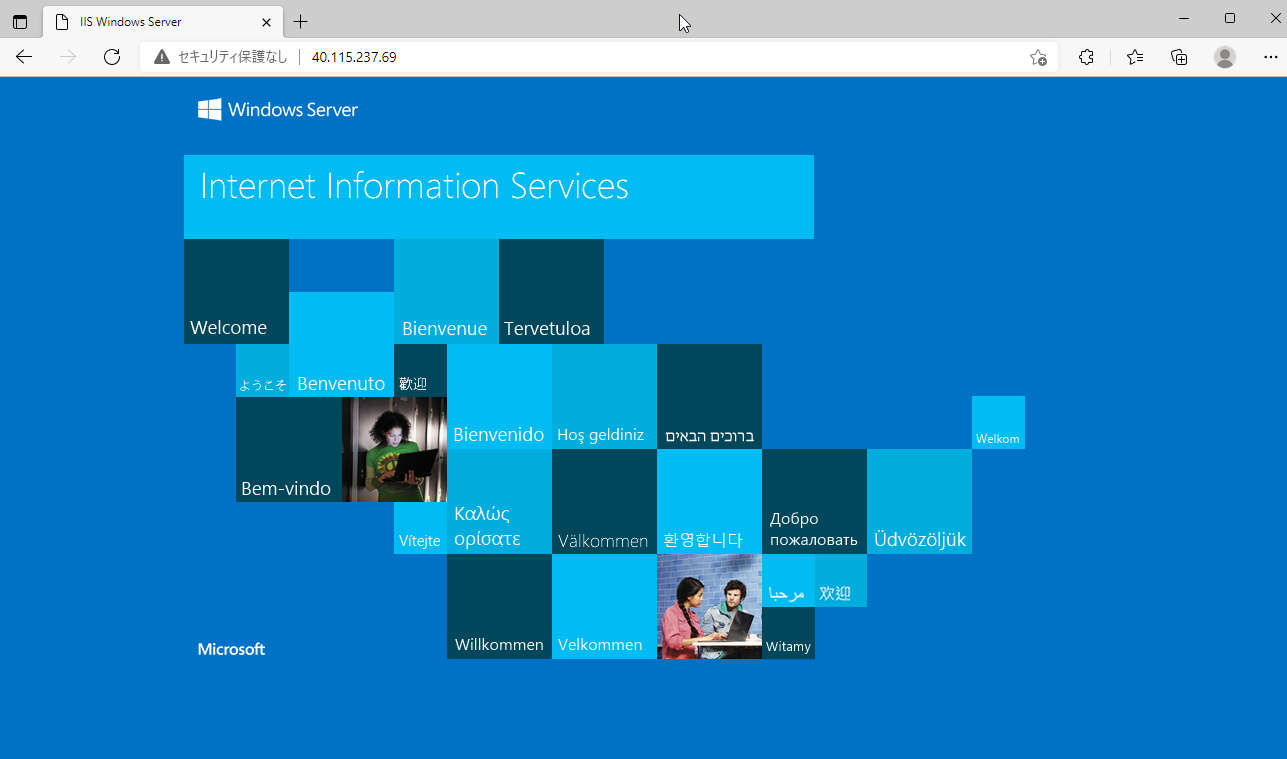 IIS Windows Server
セキュリティ保護なし
40.115.237.69
Windows Server
Internet Information Services
Welcome
Bienvenue
Tervetuloa
ようこそ
Benvenuto
歡迎
Bienvenido
Hoş geldiniz
ברוכים הבאים
Welkom
Bem-vindo
Vítejte
Καλώς
ορίσατε
Välkommen
환영합니다
Добро
пожаловать
Üdvözöljük
Willkommen
Velkommen
مرحبا
欢迎
Witamy
Microsoft